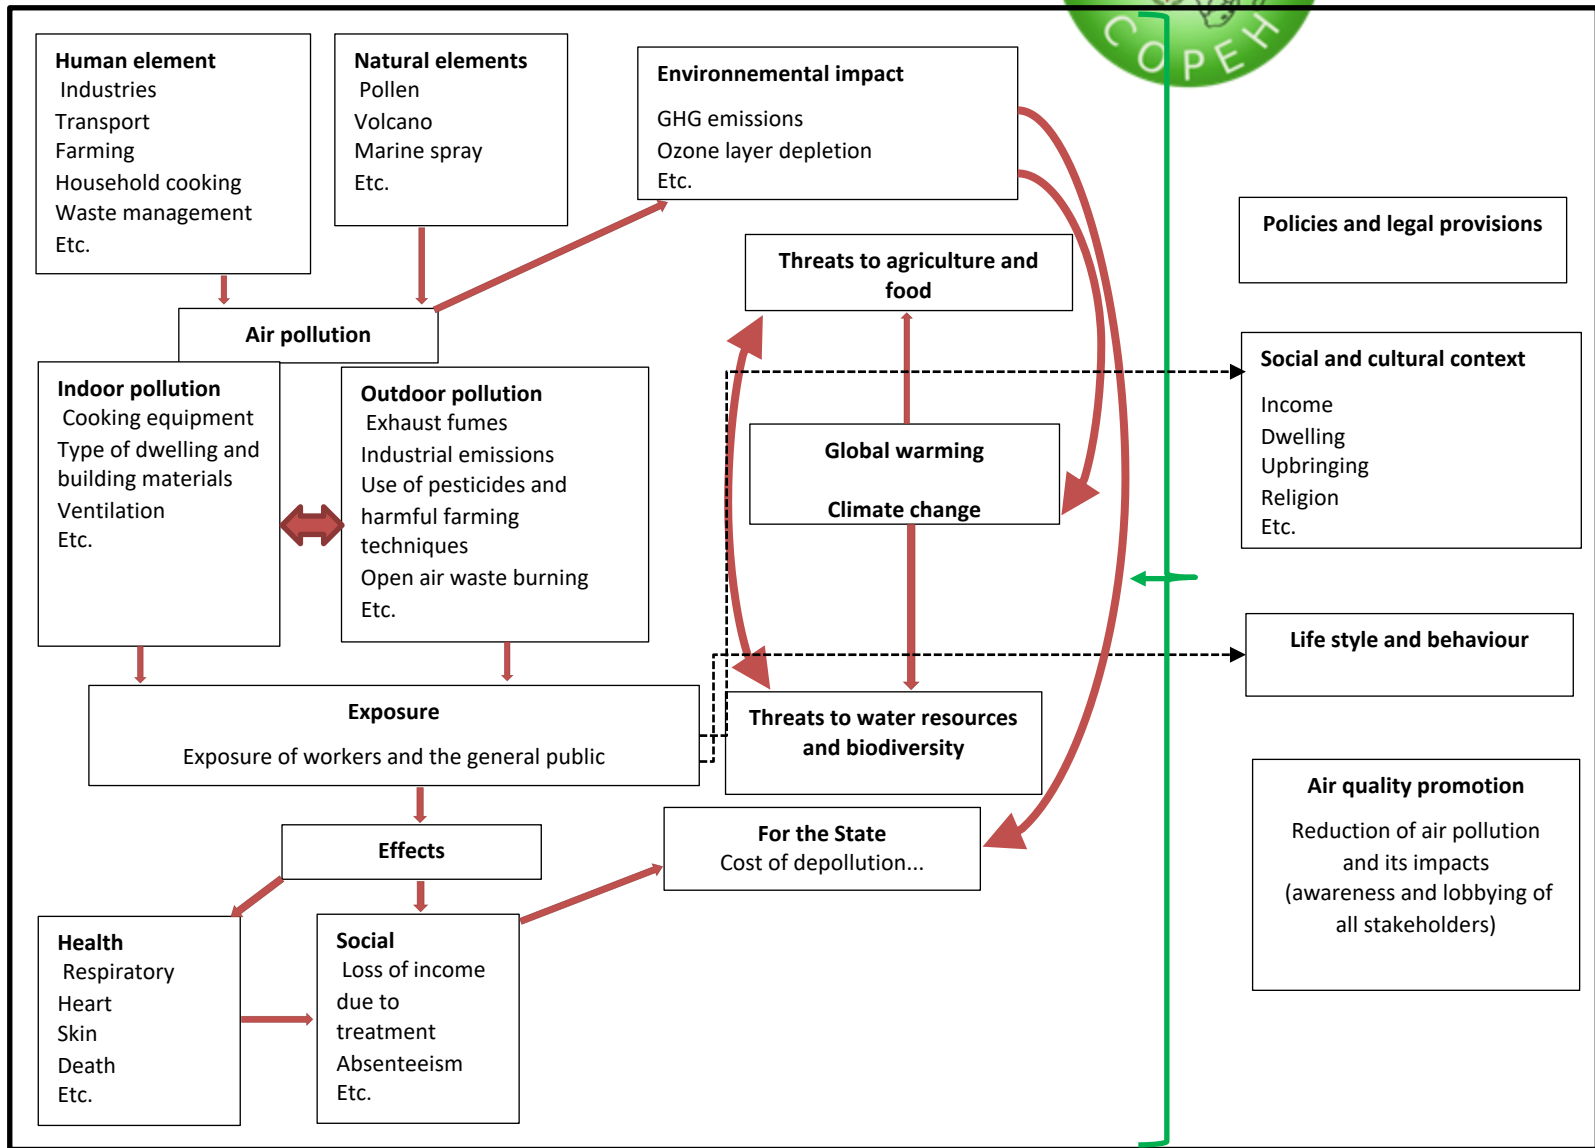 COPEH
Human element
Industries
Transport
Farming
Household cooking
Waste management
Etc.
Natural elements
Pollen
Volcano
Marine spray
Etc.
Environnemental impact
GHG emissions
Ozone layer depletion
Etc.
Policies and legal provisions
Threats to agriculture and
food
Air pollution
Indoor pollution
Cooking equipment
Type of dwelling and
building materials
Ventilation
Etc.
Outdoor pollution
Exhaust fumes
Industrial emissions
Use of pesticides and
harmful farming
techniques
Open air waste burning
Etc.
Global warming
Climate change
Social and cultural context
Income
Dwelling
Upbringing
Religion
Etc.
Life style and behaviour
Exposure
Exposure of workers and the general public
Threats to water resources
and biodiversity
Air quality promotion
Reduction of air pollution
and its impacts
(awareness and lobbying of
all stakeholders)
Effects
For the State
Cost of depollution...
Health
Respiratory
Heart
Skin
Death
Etc.
Social
Loss of income
due to
treatment
Absenteeism
Etc.